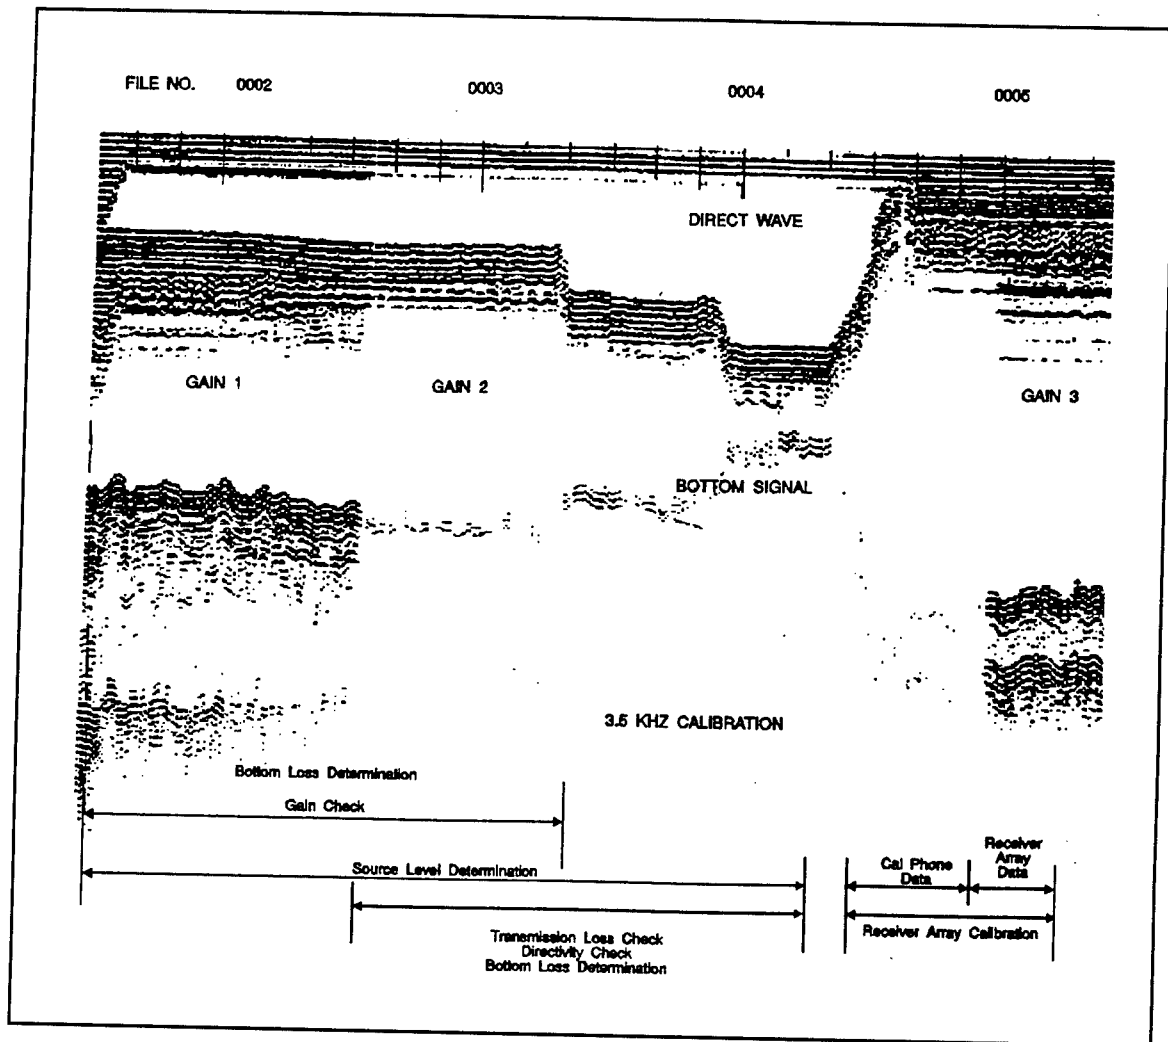 FILE NO. 0002 0003 0004 0005
DIRECT WAVE
GAIN 1 GAIN 2 GAIN 3
BOTTOM SIGNAL
3.5 KHZ CALIBRATION
Bottom Loss Determination
Gain Check
Source Level Determination
Cal Phone
Data
Receiver
Array
Data
Transmission Loss Check
Directivity Check
Bottom Loss Determination
Receiver Array Calibration